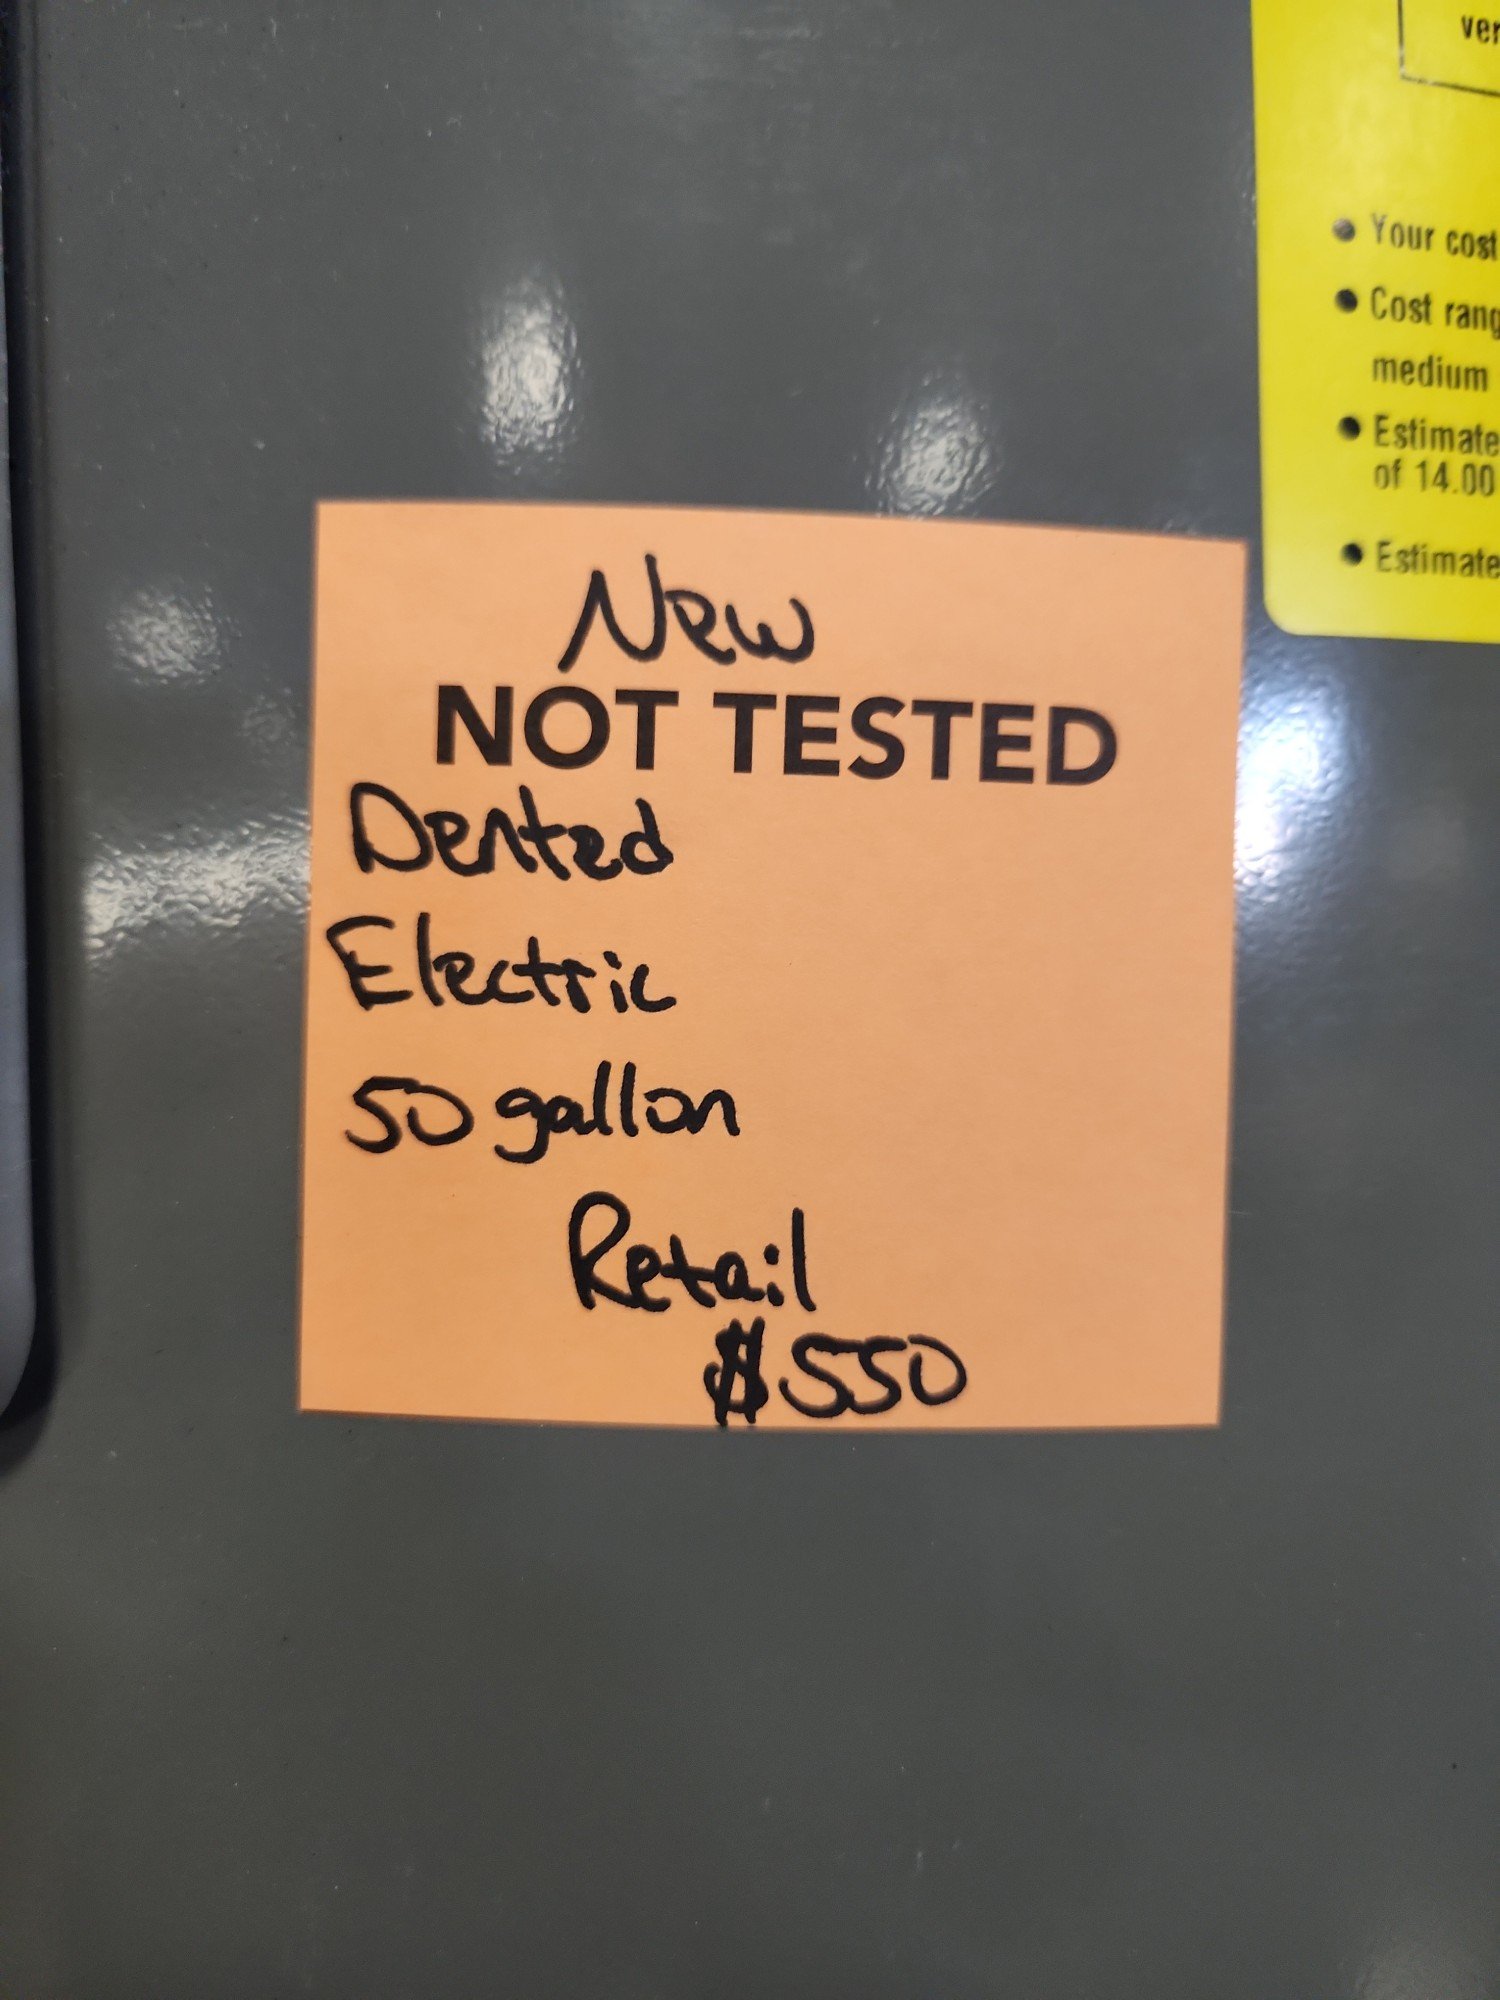 ver
• Your cost
• Cost rang
medium
• Estimate
of 14.00
• Estimate
New
NOT TESTED
Dented
Electric
50 gallon
Retail
$550